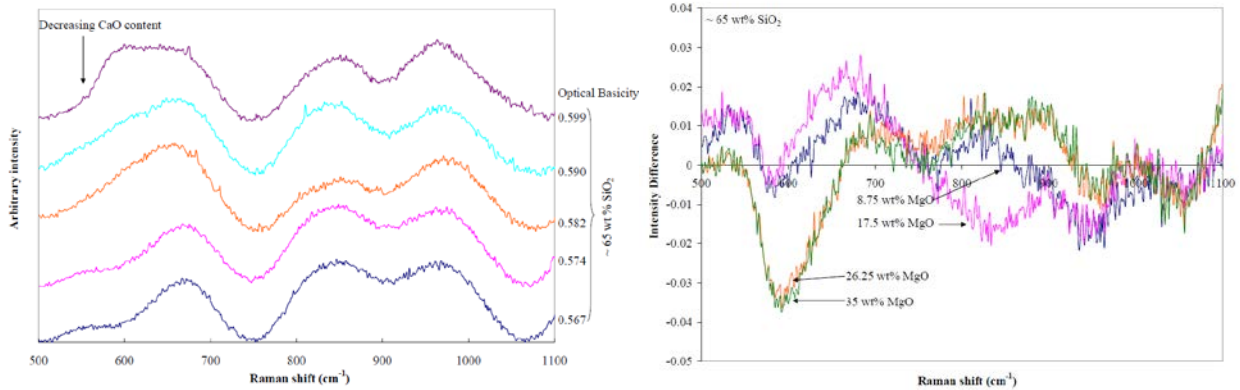 Decreasing CaO content
Optical Basicity
0.599
0.590
0.582
0.574
0.567
~ 65 wt % SiO2
Arbitrary intensity
500 600 700 800 900 1000 1100
Raman shift (cm-1)
~ 65 wt% SiO2
0.04
0.03
0.02
0.01
0
-0.01
-0.02
-0.03
-0.04
-0.05
Intensity Difference
500 600 700 800 900 1000 1100
8.75 wt% MgO
17.5 wt% MgO
26.25 wt% MgO
35 wt% MgO
Raman shift (cm-1)